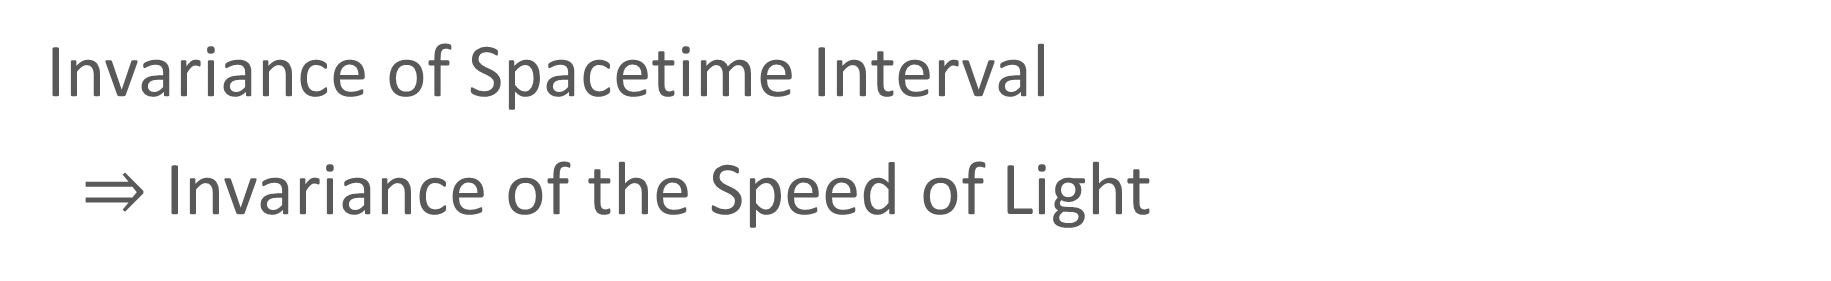 Invariance of Spacetime Interval
⇒ Invariance of the Speed of Light